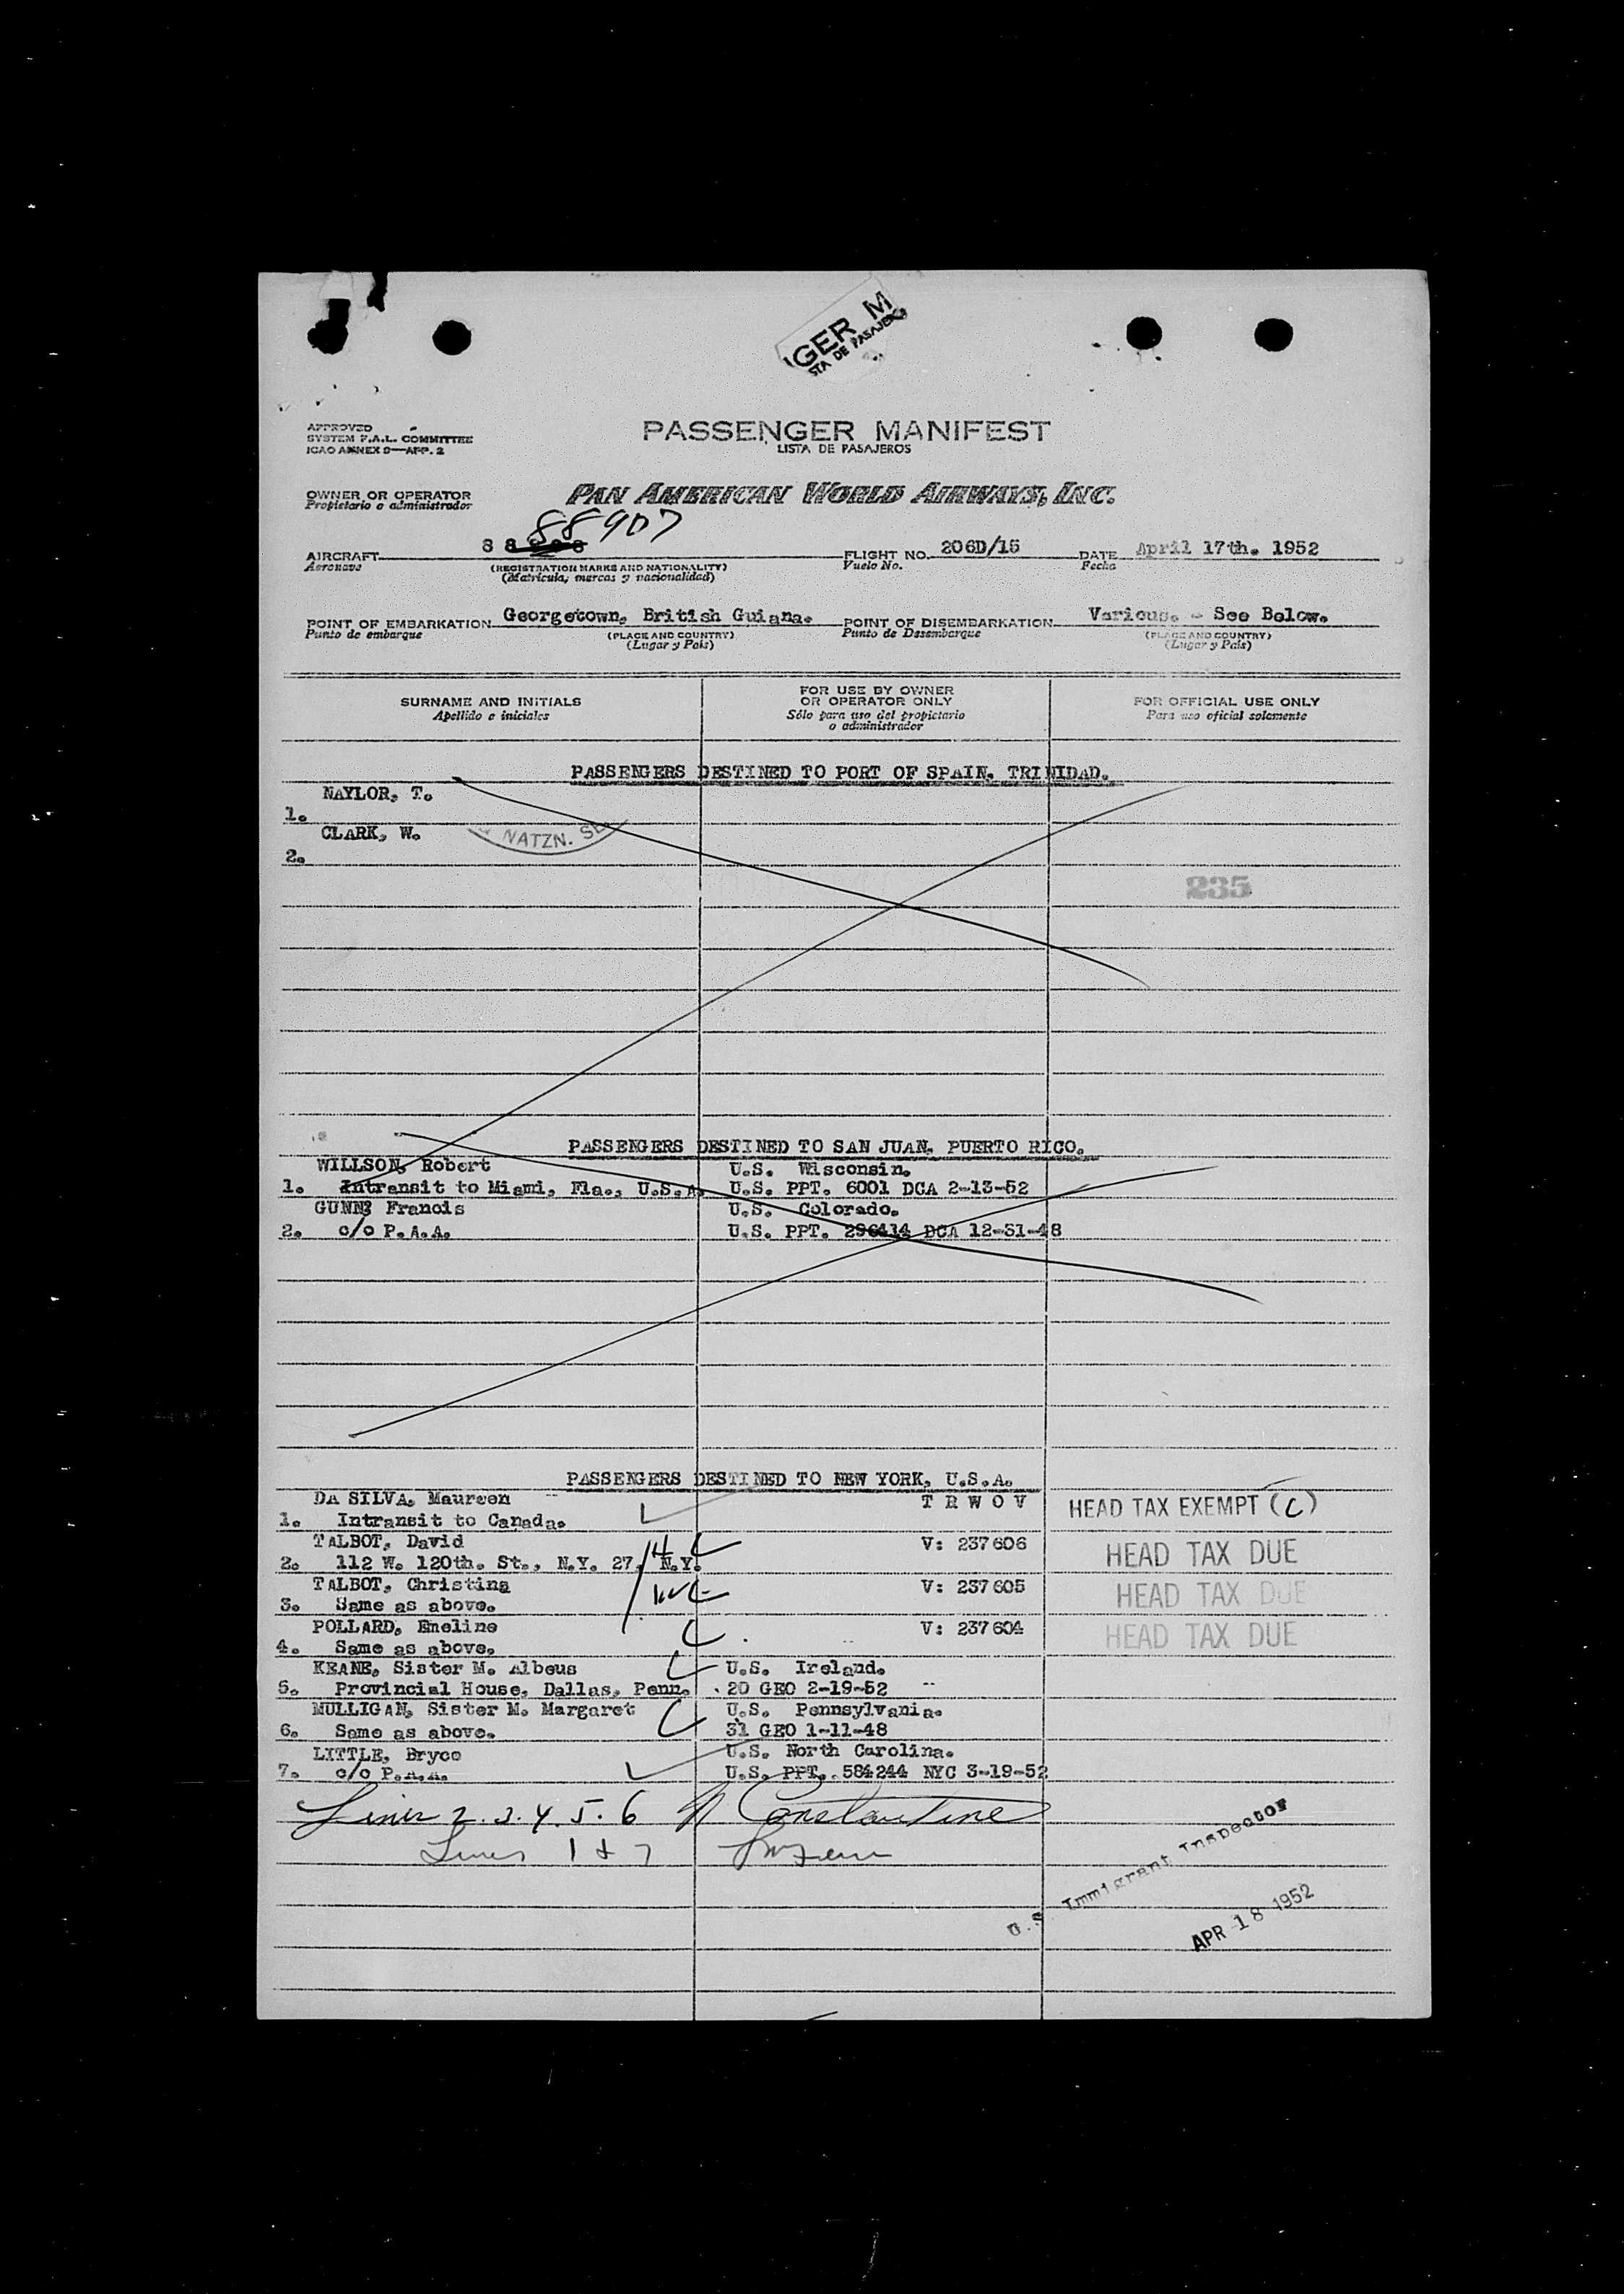 GER M
STA DE PASAJERO
APPROVED
SYSTEM F.A.L. COMMITTEE
ICAO ANNEX 9—APP. 2
PASSENGER MANIFEST
LISTA DE PASAJEROS
OWNER OR OPERATOR
Propietario o administrador
PAN AMERICAN WORLD AIRWAYS, INC.
88907
AIRCRAFT FLIGHT NO. 206D/15 DATE April 17th. 1952
Aeronave (REGISTRATION MARKS AND NATIONALITY) Vuelo No. Fecha
(Matricula, marcas y nacionalidad)
POINT OF EMBARKATION Georgetown, British Guiana. POINT OF DISEMBARKATION Various. - See Below.
Punto de embarque (PLACE AND COUNTRY) Punto de Desembarque (PLACE AND COUNTRY)
(Lugar y País) (Lugar y País)
SURNAME AND INITIALS FOR USE BY OWNER OR OPERATOR ONLY FOR OFFICIAL USE ONLY
Apellido e iniciales Sólo para uso del propietario o administrador Para uso oficial solamente
PASSENGERS DESTINED TO PORT OF SPAIN, TRINIDAD.
NAYLOR, T.
1.
CLARK, W. NATZN. SE
2.
235
PASSENGERS DESTINED TO SAN JUAN, PUERTO RICO.
WILLSON, Robert U.S. Wisconsin.
1. Intransit to Miami, Fla., U.S.A. U.S. PPT. 6001 DCA 2-13-52
GUNN, Francis U.S. Colorado.
2. c/o P.A.A. U.S. PPT. 296414 DCA 12-31-48
PASSENGERS DESTINED TO NEW YORK, U.S.A.
DA SILVA, Maureen T R W O V HEAD TAX EXEMPT (C)
1. Intransit to Canada.
TALBOT, David V: 237606 HEAD TAX DUE
2. 112 W. 120th. St., N.Y. 27, N.Y.
TALBOT, Christina V: 237605 HEAD TAX DUE
3. Same as above.
POLLARD, Emeline V: 237604 HEAD TAX DUE
4. Same as above.
KEANE, Sister M. Albeus U.S. Ireland.
5. Provincial House, Dallas, Penn. 20 GEO 2-19-52
MULLIGAN, Sister M. Margaret U.S. Pennsylvania.
6. Same as above. 31 GEO 1-11-48
LITTLE, Bryce U.S. North Carolina.
7. c/o P.A.A. U.S. PPT. 584244 NYC 3-19-52
Lines 2. 3. 4. 5. 6 Constantine
Lines 1 & 7
U.S. Immigrant Inspector
APR 18 1952